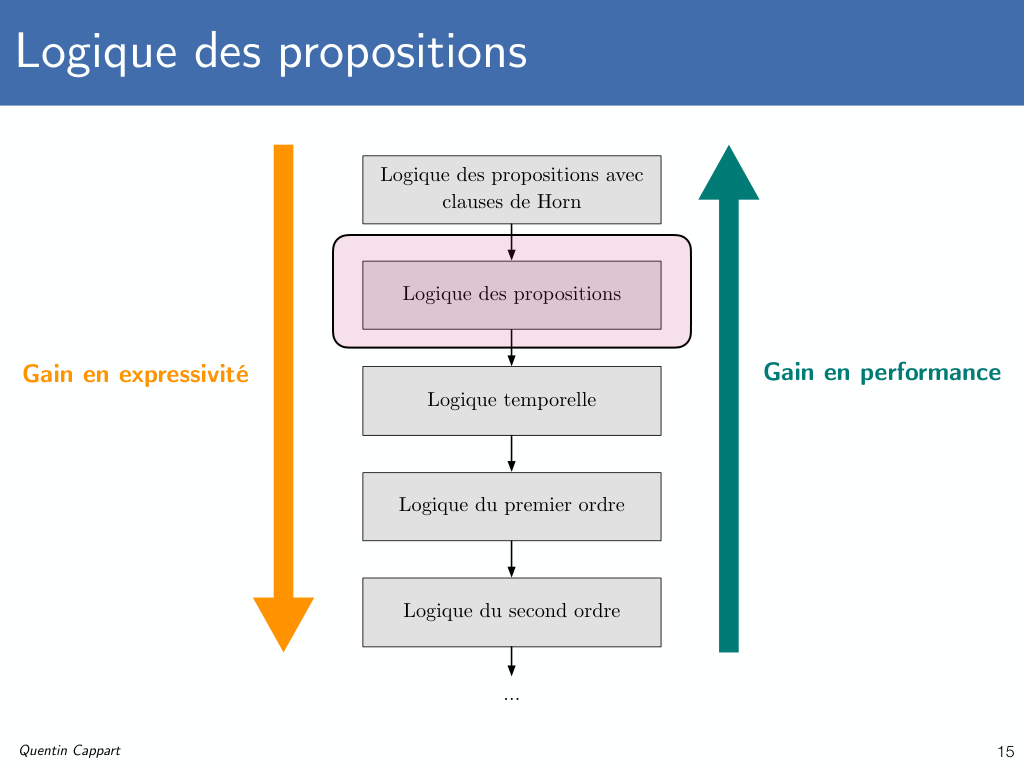 Logique des propositions
Logique des propositions avec
clauses de Horn
Logique des propositions
Gain en expressivité
Gain en performance
Logique temporelle
Logique du premier ordre
Logique du second ordre
...
Quentin Cappart
15